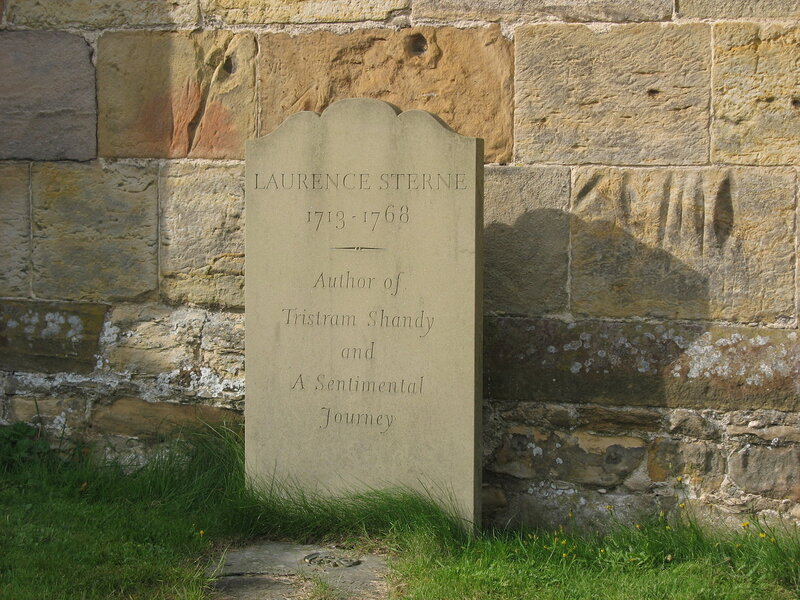 LAURENCE STERNE
1713-1768
Author of
Tristram Shandy
and
A Sentimental
Journey